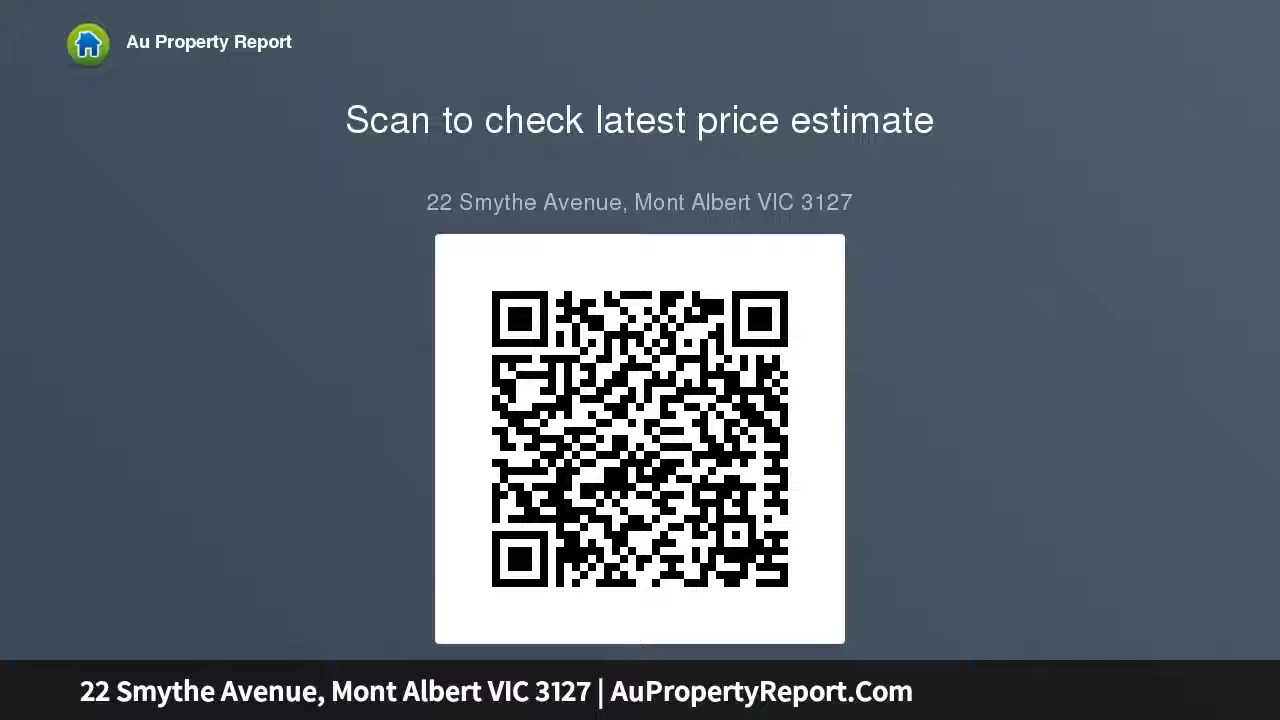 Au Property Report
Scan to check latest price estimate
22 Smythe Avenue, Mont Albert VIC 3127
22 Smythe Avenue, Mont Albert VIC 3127 | AuPropertyReport.Com